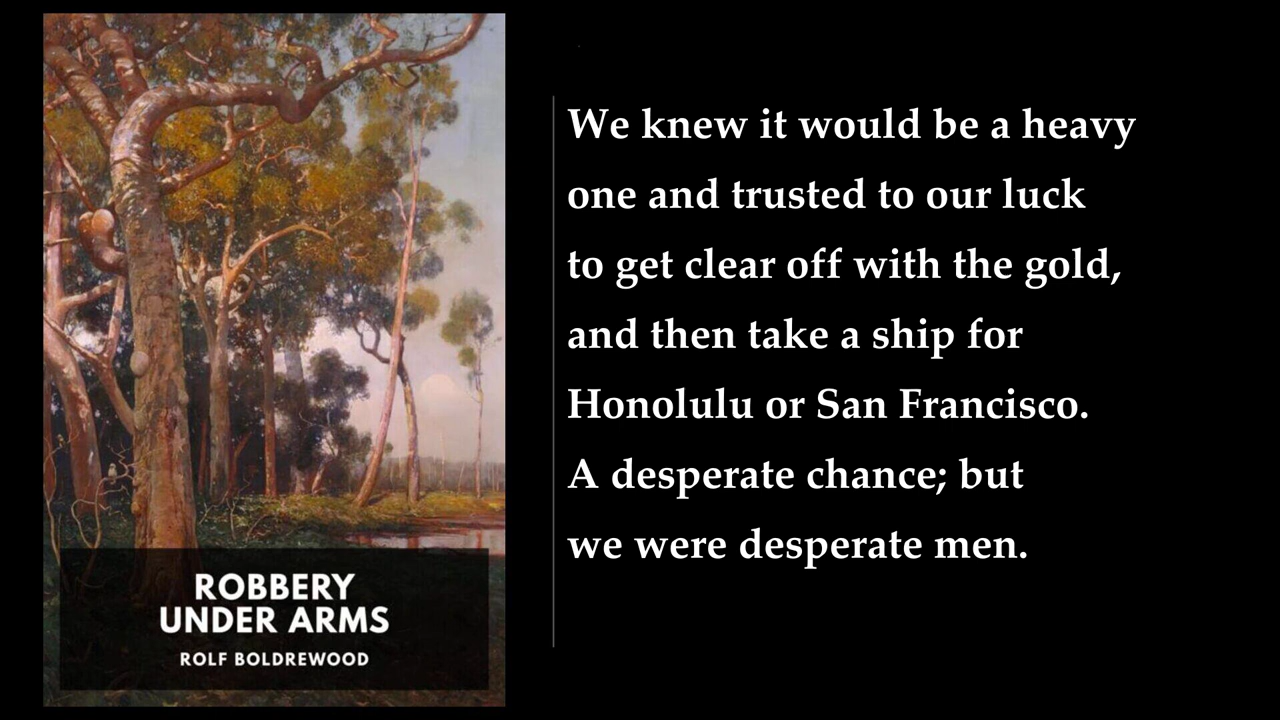 ROBBERY
UNDER ARMS
ROLF BOLDREWOOD
We knew it would be a heavy
one and trusted to our luck
to get clear off with the gold,
and then take a ship for
Honolulu or San Francisco.
A desperate chance; but
we were desperate men.